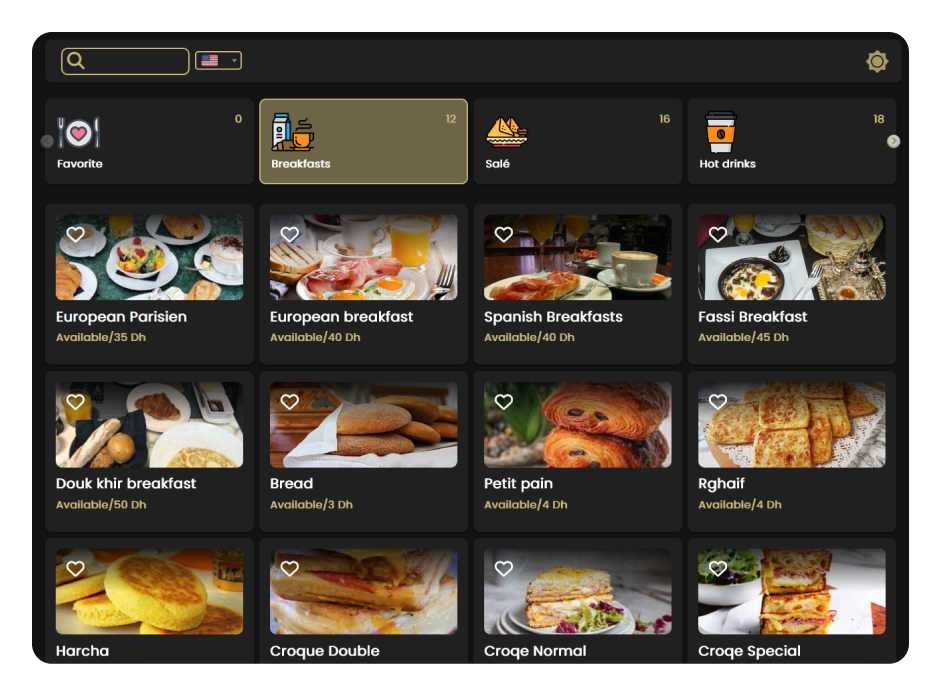 0
Favorite
12
Breakfasts
16
Salé
18
Hot drinks
European Parisien
Available/35 Dh
European breakfast
Available/40 Dh
Spanish Breakfasts
Available/40 Dh
Fassi Breakfast
Available/45 Dh
Douk khir breakfast
Available/50 Dh
Bread
Available/3 Dh
Petit pain
Available/4 Dh
Rghaif
Available/4 Dh
Harcha
Croque Double
Croqe Normal
Croqe Special